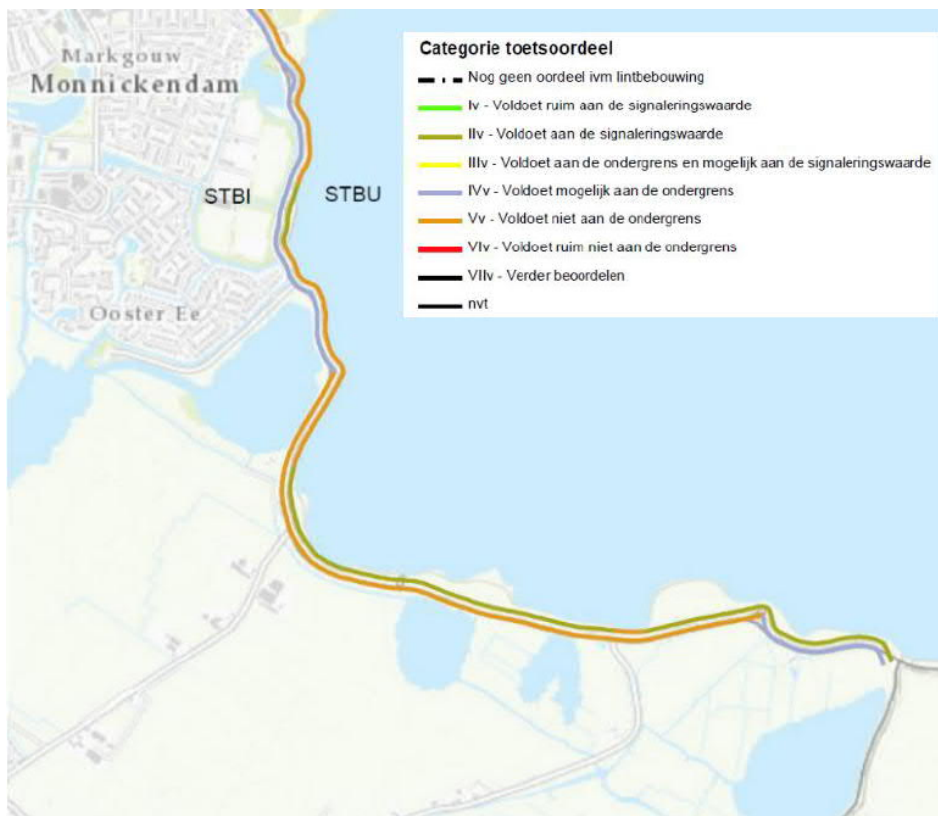 Markgouw
Monnickendam
STBI
STBU
Ooster Ee
Categorie toetsoordeel
Nog geen oordeel ivm lintbebouwing
Iv - Voldoet ruim aan de signaleringswaarde
IIv - Voldoet aan de signaleringswaarde
IIIv - Voldoet aan de ondergrens en mogelijk aan de signaleringswaarde
IVv - Voldoet mogelijk aan de ondergrens
Vv - Voldoet niet aan de ondergrens
VIv - Voldoet ruim niet aan de ondergrens
VIIv - Verder beoordelen
nvt